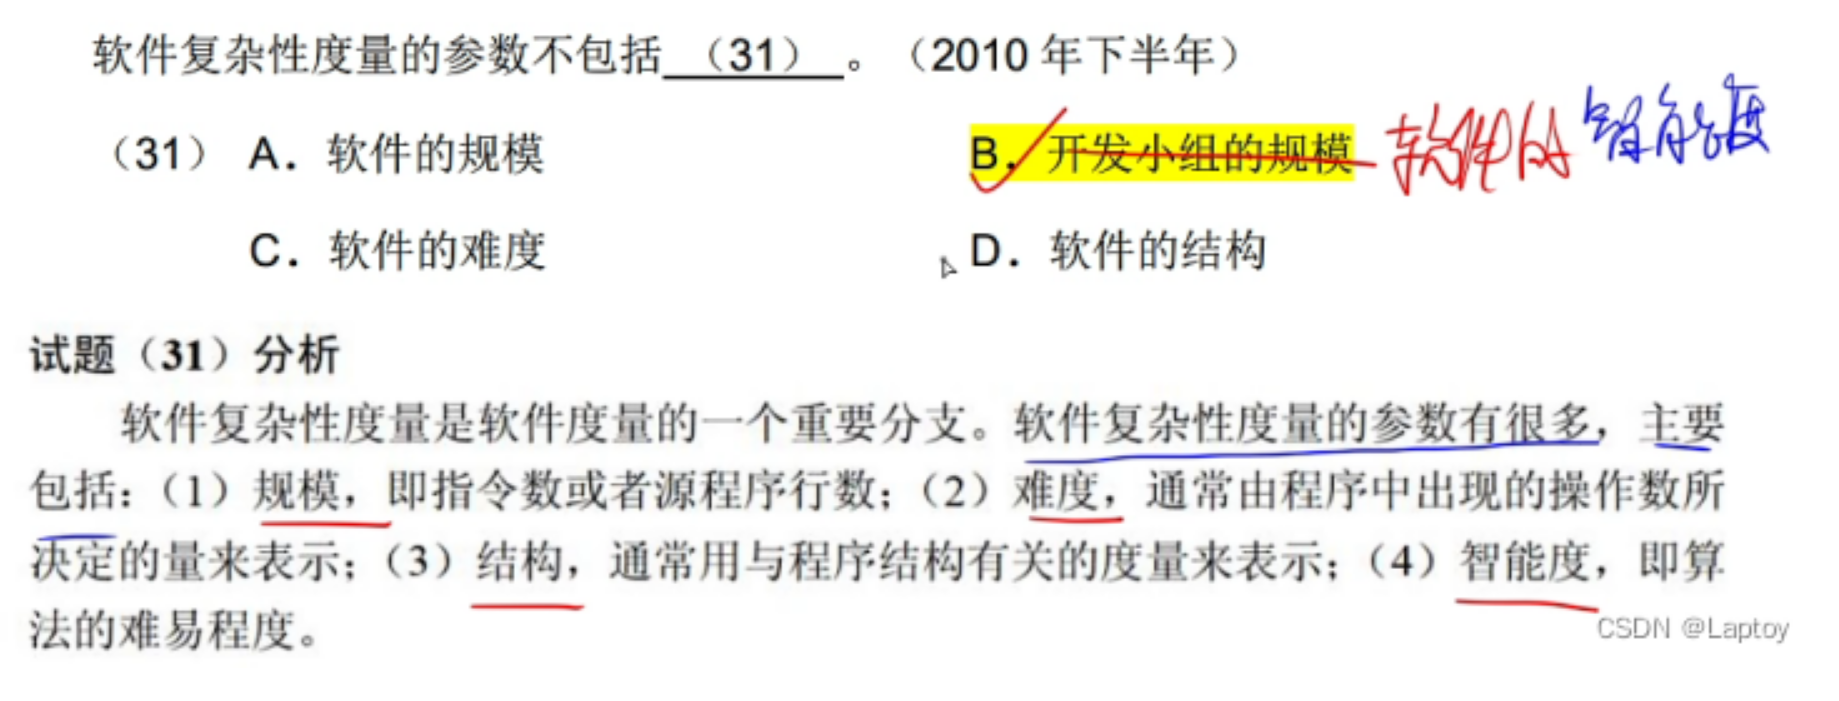 软件复杂性度量的参数不包括（31）。（2010 年下半年）
（31）A．软件的规模 B．开发小组的规模 软件的 智能度
C．软件的难度 D．软件的结构
试题（31）分析
软件复杂性度量是软件度量的一个重要分支。软件复杂性度量的参数有很多，主要
包括：（1）规模，即指令数或者源程序行数；（2）难度，通常由程序中出现的操作数所
决定的量来表示；（3）结构，通常用与程序结构有关的度量来表示；（4）智能度，即算
法的难易程度。
CSDN @Laptoy